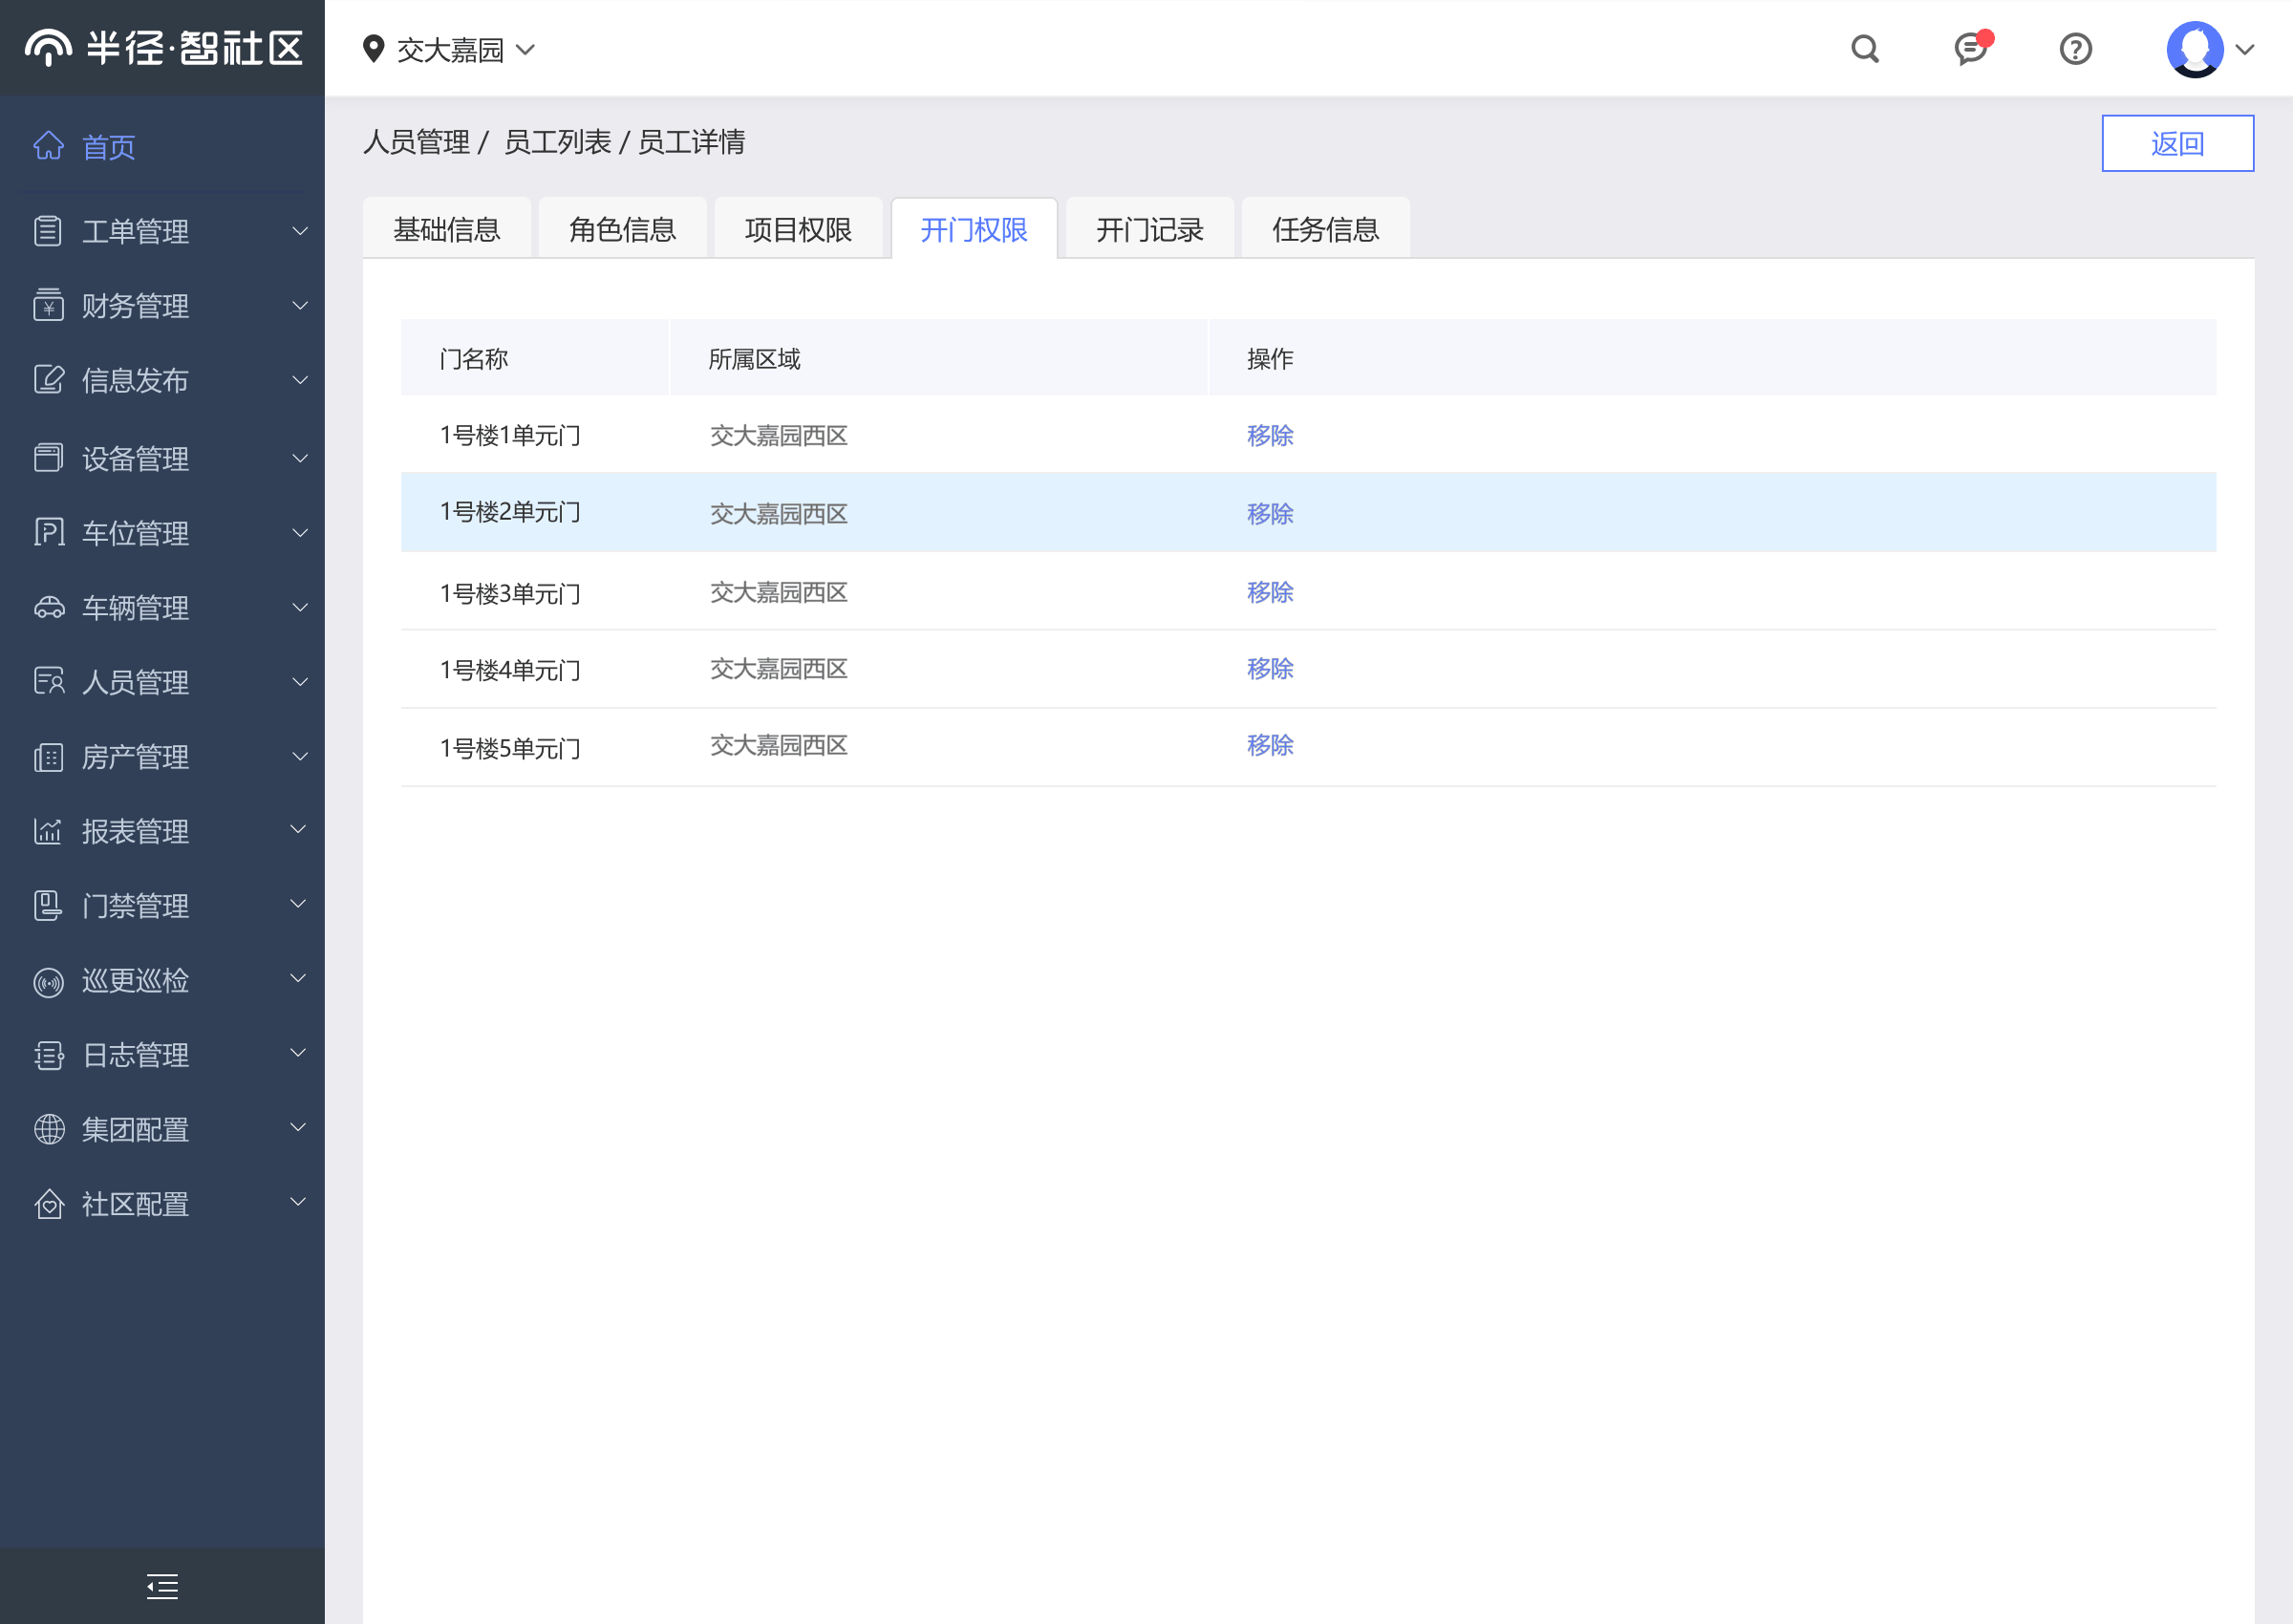 半径·智社区
交大嘉园
首页
工单管理
财务管理
信息发布
设备管理
车位管理
车辆管理
人员管理
房产管理
报表管理
门禁管理
巡更巡检
日志管理
集团配置
社区配置
人员管理 / 员工列表 / 员工详情
返回
基础信息 角色信息 项目权限 开门权限 开门记录 任务信息
门名称 所属区域 操作
1号楼1单元门 交大嘉园西区 移除
1号楼2单元门 交大嘉园西区 移除
1号楼3单元门 交大嘉园西区 移除
1号楼4单元门 交大嘉园西区 移除
1号楼5单元门 交大嘉园西区 移除